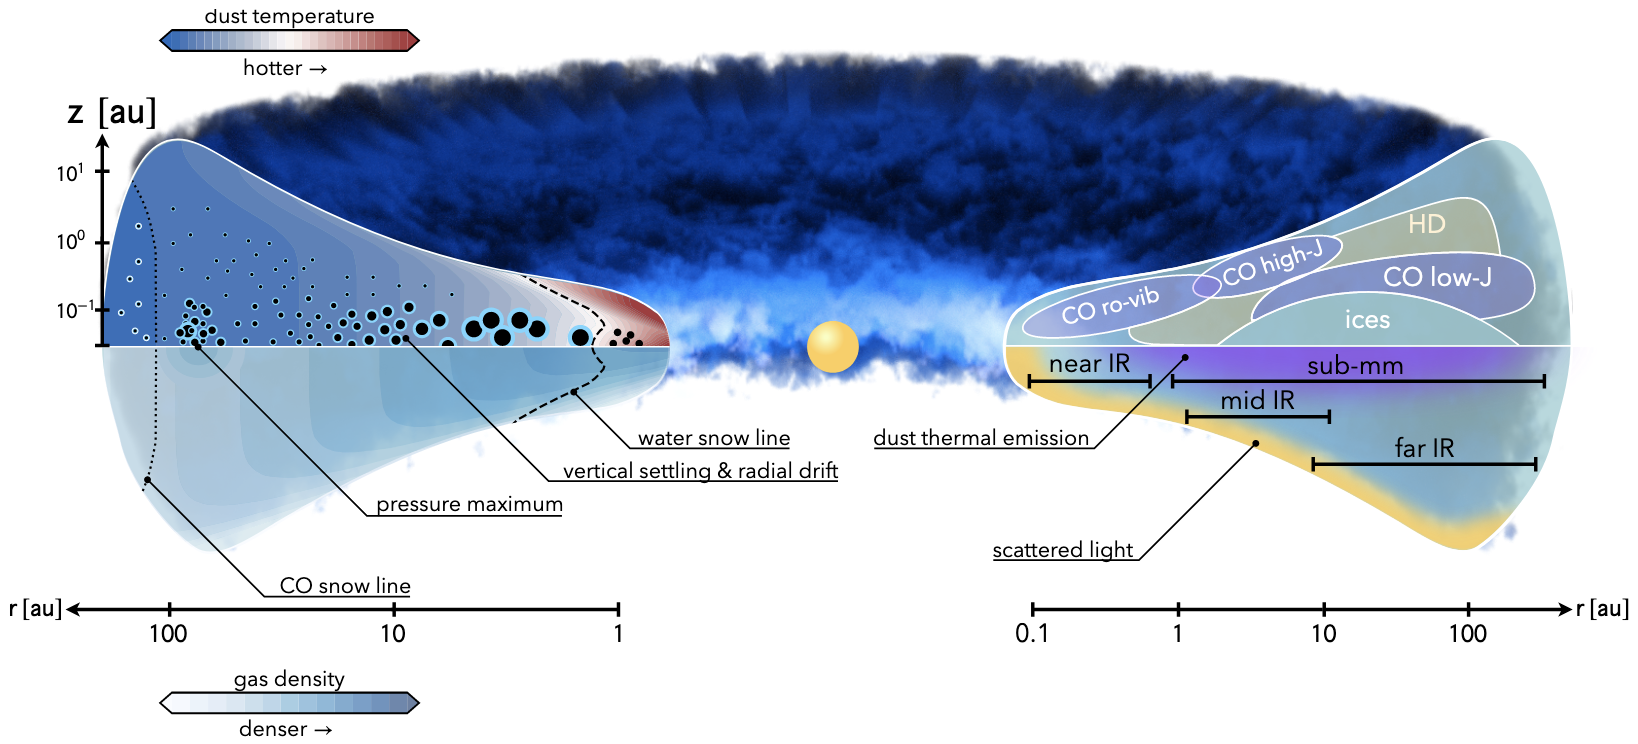 dust temperature
hotter →
z [au]
10¹
10⁰
10⁻¹
HD
CO high-J
CO low-J
CO ro-vib
ices
near IR
sub-mm
mid IR
far IR
water snow line
dust thermal emission
vertical settling & radial drift
pressure maximum
scattered light
CO snow line
r [au]
100
10
1
0.1
1
10
100
r [au]
gas density
denser →